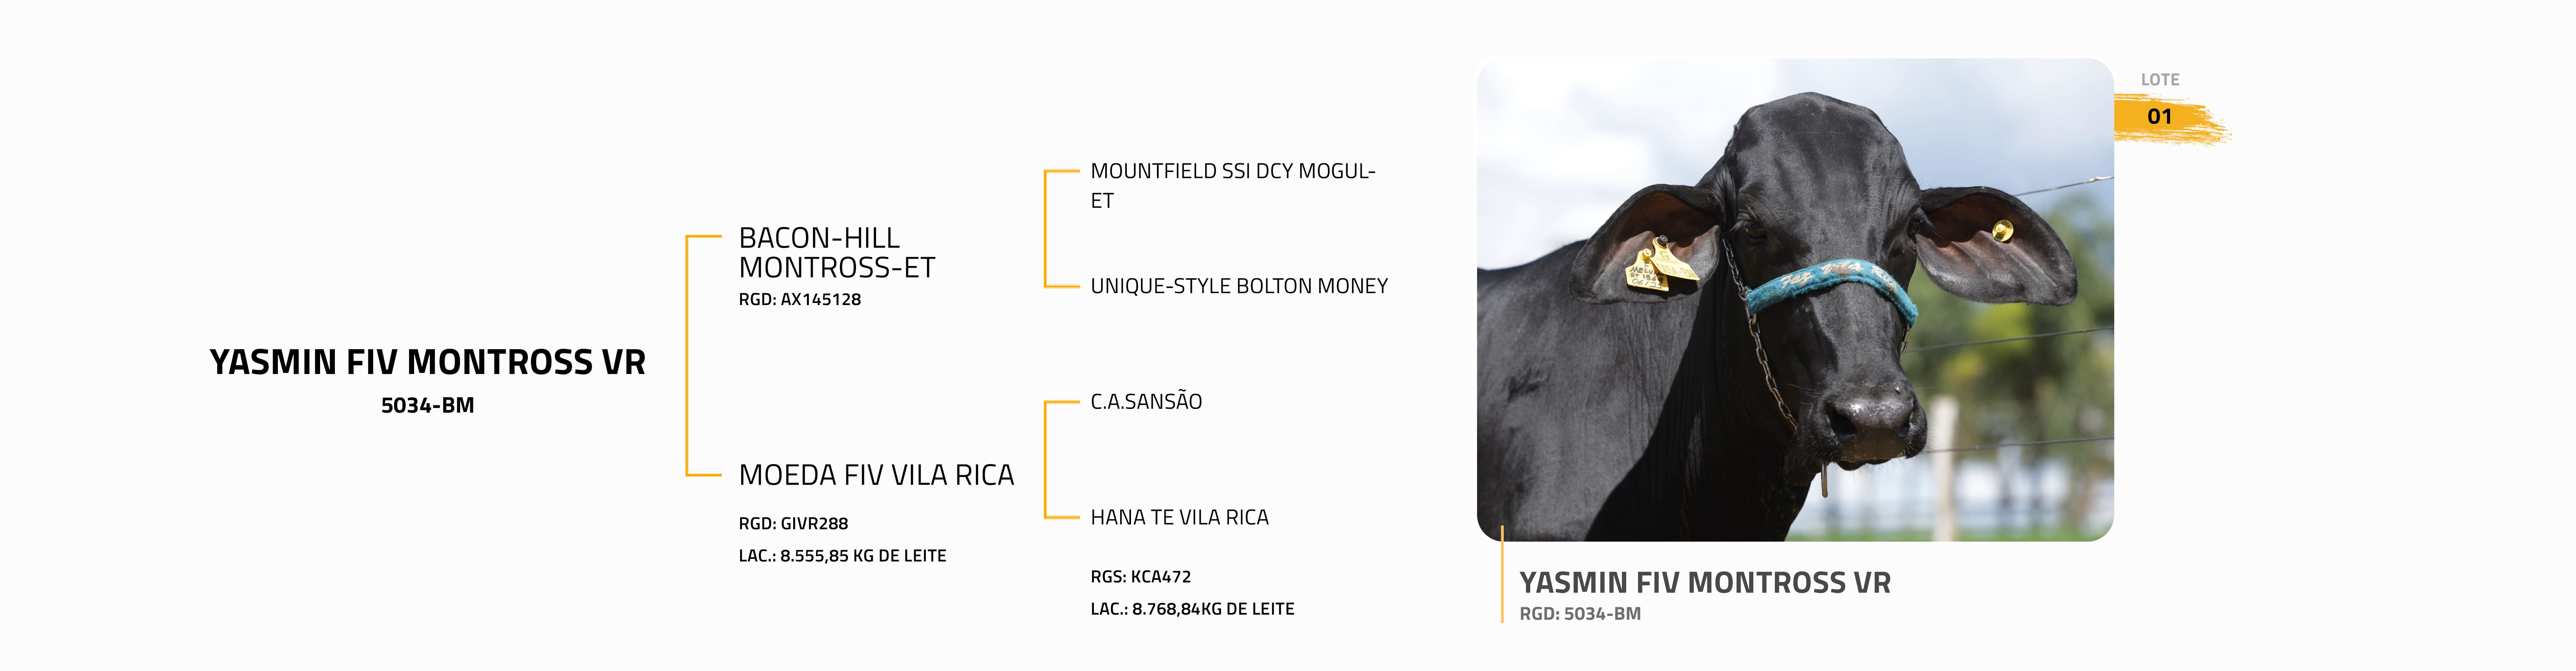 YASMIN FIV MONTROSS VR
5034-BM
BACON-HILL
MONTROSS-ET
RGD: AX145128
MOEDA FIV VILA RICA
RGD: GIVR288
LAC.: 8.555,85 KG DE LEITE
MOUNTFIELD SSI DCY MOGUL-
ET
UNIQUE-STYLE BOLTON MONEY
C.A.SANSÃO
HANA TE VILA RICA
RGS: KCA472
LAC.: 8.768,84KG DE LEITE
Faz Vila
LOTE
01
YASMIN FIV MONTROSS VR
RGD: 5034-BM